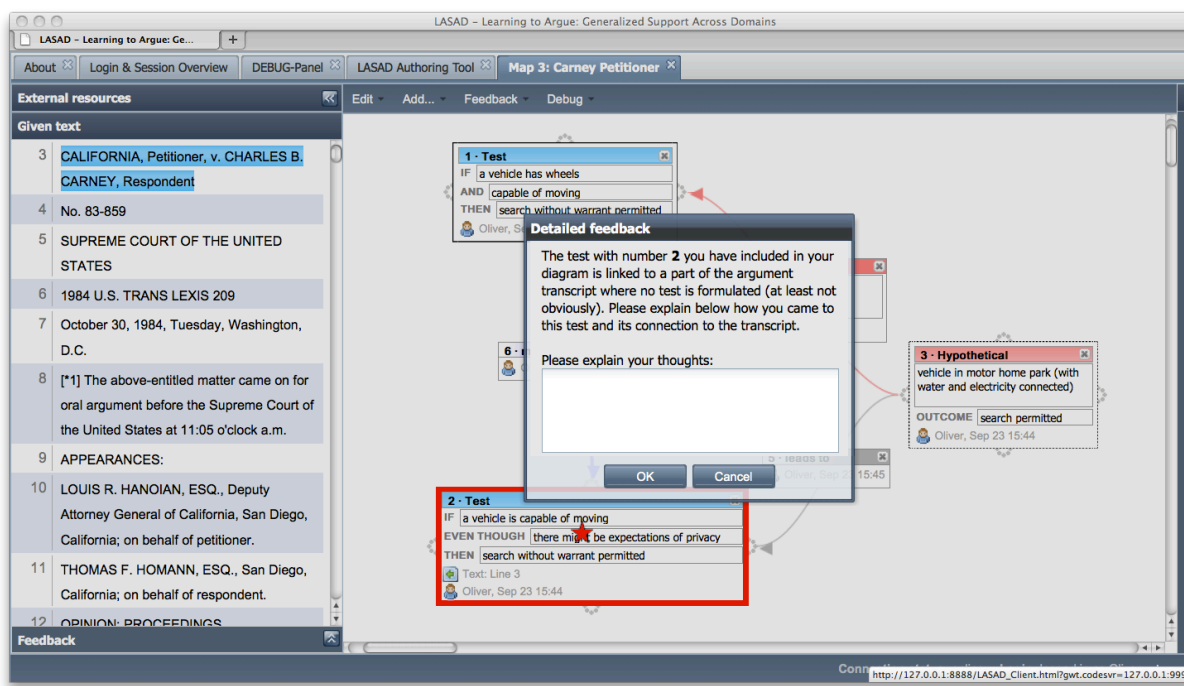 LASAD – Learning to Argue: Generalized Support Across Domains
LASAD – Learning to Argue: Ge...
+
About
Login & Session Overview
DEBUG-Panel
LASAD Authoring Tool
Map 3: Carney Petitioner
External resources
Edit
Add...
Feedback
Debug
Given text
3 CALIFORNIA, Petitioner, v. CHARLES B.
CARNEY, Respondent
4 No. 83-859
5 SUPREME COURT OF THE UNITED
STATES
6 1984 U.S. TRANS LEXIS 209
7 October 30, 1984, Tuesday, Washington,
D.C.
8 [*1] The above-entitled matter came on for
oral argument before the Supreme Court of
the United States at 11:05 o'clock a.m.
9 APPEARANCES:
10 LOUIS R. HANOIAN, ESQ., Deputy
Attorney General of California, San Diego,
California; on behalf of petitioner.
11 THOMAS F. HOMANN, ESQ., San Diego,
California; on behalf of respondent.
12 OPINION: PROCEEDINGS
Feedback
1 · Test
IF a vehicle has wheels
AND capable of moving
THEN search without warrant permitted
Oliver,
Detailed feedback
The test with number 2 you have included in your
diagram is linked to a part of the argument
transcript where no test is formulated (at least not
obviously). Please explain below how you came to
this test and its connection to the transcript.
Please explain your thoughts:
OK
Cancel
6 ·
3 · Hypothetical
vehicle in motor home park (with
water and electricity connected)
OUTCOME search permitted
Oliver, Sep 23 15:44
5 · leads to
Oliver, Sep 23 15:45
2 · Test
IF a vehicle is capable of moving
EVEN THOUGH there might be expectations of privacy
THEN search without warrant permitted
Text: Line 3
Oliver, Sep 23 15:44
http://127.0.0.1:8888/LASAD_Client.html?gwt.codesvr=127.0.0.1:999